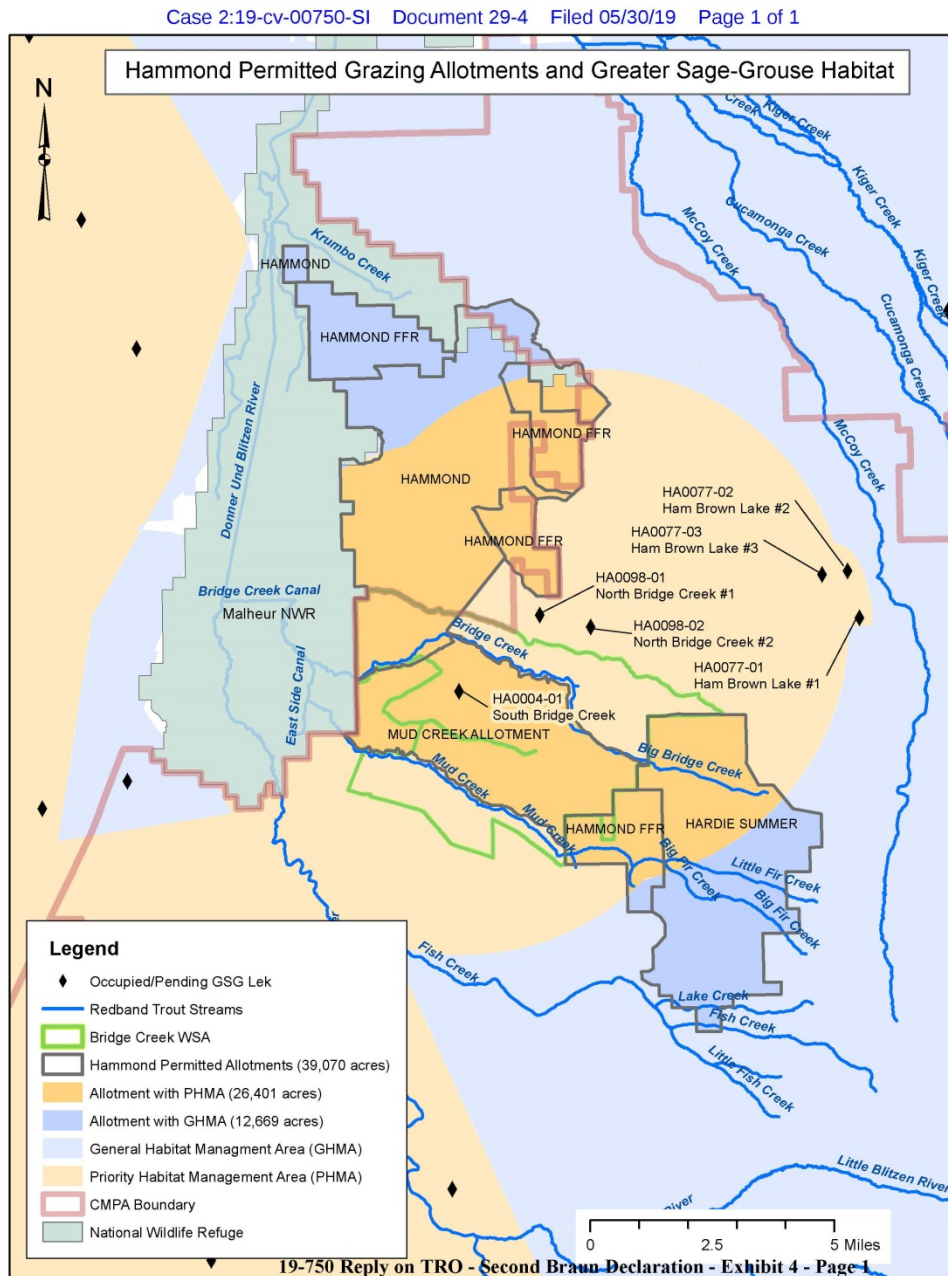 Case 2:19-cv-00750-SI Document 29-4 Filed 05/30/19 Page 1 of 1
Hammond Permitted Grazing Allotments and Greater Sage-Grouse Habitat
N
Creek
Kiger Creek
Kiger Creek
Cucamonga Creek
McCoy Creek
Kiger Creek
Krumbo Creek
HAMMOND
HAMMOND FFR
Cucamonga Creek
Donner Und Blitzen River
McCoy Creek
HAMMOND FFR
HAMMOND
HA0077-02
Ham Brown Lake #2
HAMMOND FFR
HA0077-03
Ham Brown Lake #3
HA0098-01
North Bridge Creek #1
Bridge Creek Canal
Malheur NWR
HA0098-02
North Bridge Creek #2
Bridge Creek
HA0077-01
Ham Brown Lake #1
East Side Canal
HA0004-01
South Bridge Creek
MUD CREEK ALLOTMENT
Big Bridge Creek
Mud Creek
Mud Creek
HAMMOND FFR
HARDIE SUMMER
Big Fir Creek
Little Fir Creek
Big Fir Creek
Fish Creek
Lake Creek
Fish Creek
Little Fish Creek
Little Blitzen River
River
Legend
Occupied/Pending GSG Lek
Redband Trout Streams
Bridge Creek WSA
Hammond Permitted Allotments (39,070 acres)
Allotment with PHMA (26,401 acres)
Allotment with GHMA (12,669 acres)
General Habitat Managment Area (GHMA)
Priority Habitat Management Area (PHMA)
CMPA Boundary
National Wildlife Refuge
0 2.5 5 Miles
19-750 Reply on TRO - Second Braun Declaration - Exhibit 4 - Page 1